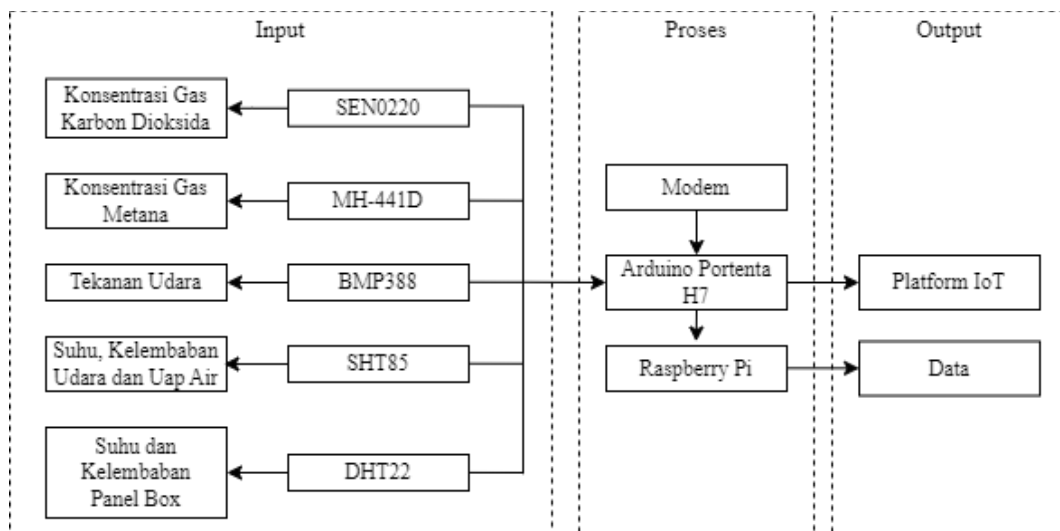 Input
Proses
Output
Konsentrasi Gas
Karbon Dioksida
SEN0220
Konsentrasi Gas
Metana
MH-441D
Tekanan Udara
BMP388
Suhu, Kelembaban
Udara dan Uap Air
SHT85
Suhu dan
Kelembaban
Panel Box
DHT22
Modem
Arduino Portenta
H7
Raspberry Pi
Platform IoT
Data